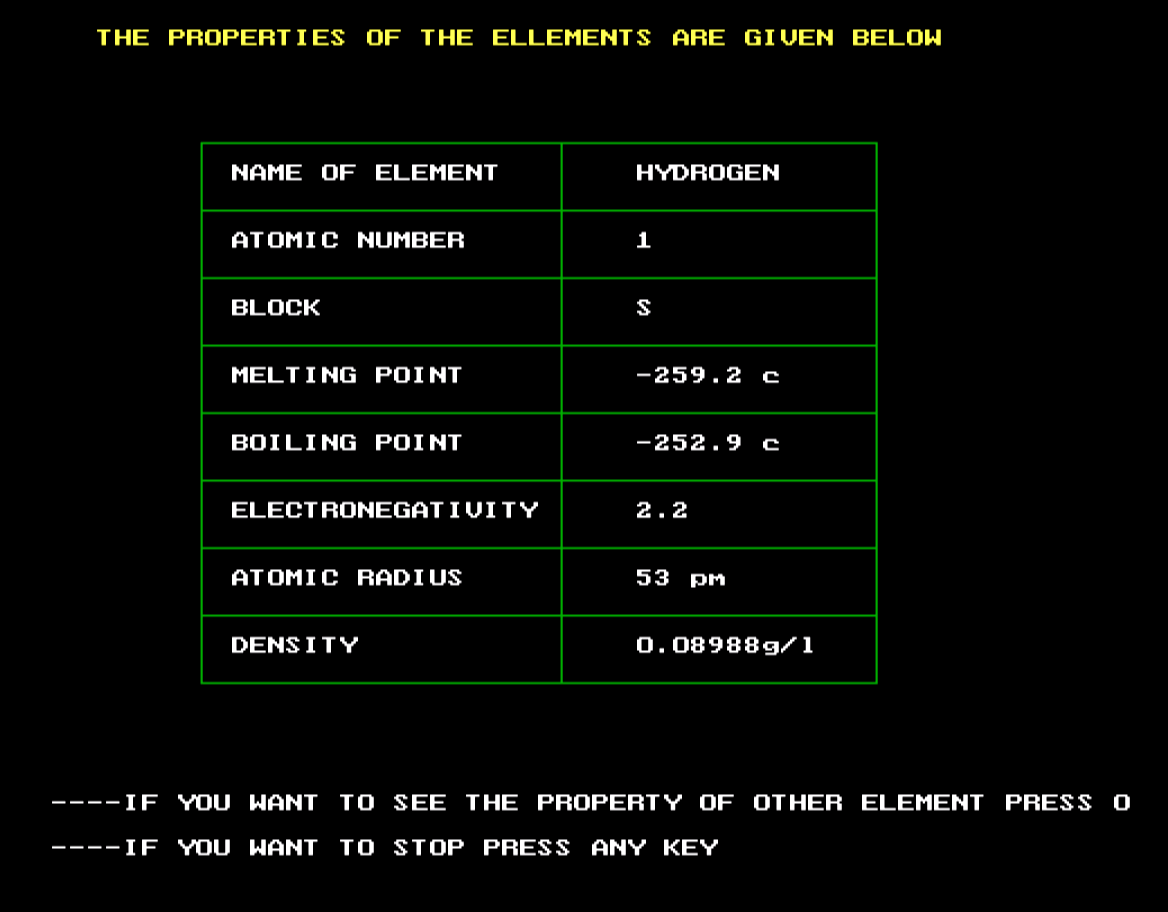 THE PROPERTIES OF THE ELLEMENTS ARE GIVEN BELOW
NAME OF ELEMENT HYDROGEN
ATOMIC NUMBER 1
BLOCK S
MELTING POINT -259.2 c
BOILING POINT -252.9 c
ELECTRONEGATIVITY 2.2
ATOMIC RADIUS 53 pm
DENSITY 0.08988g/l
----IF YOU WANT TO SEE THE PROPERTY OF OTHER ELEMENT PRESS 0
----IF YOU WANT TO STOP PRESS ANY KEY